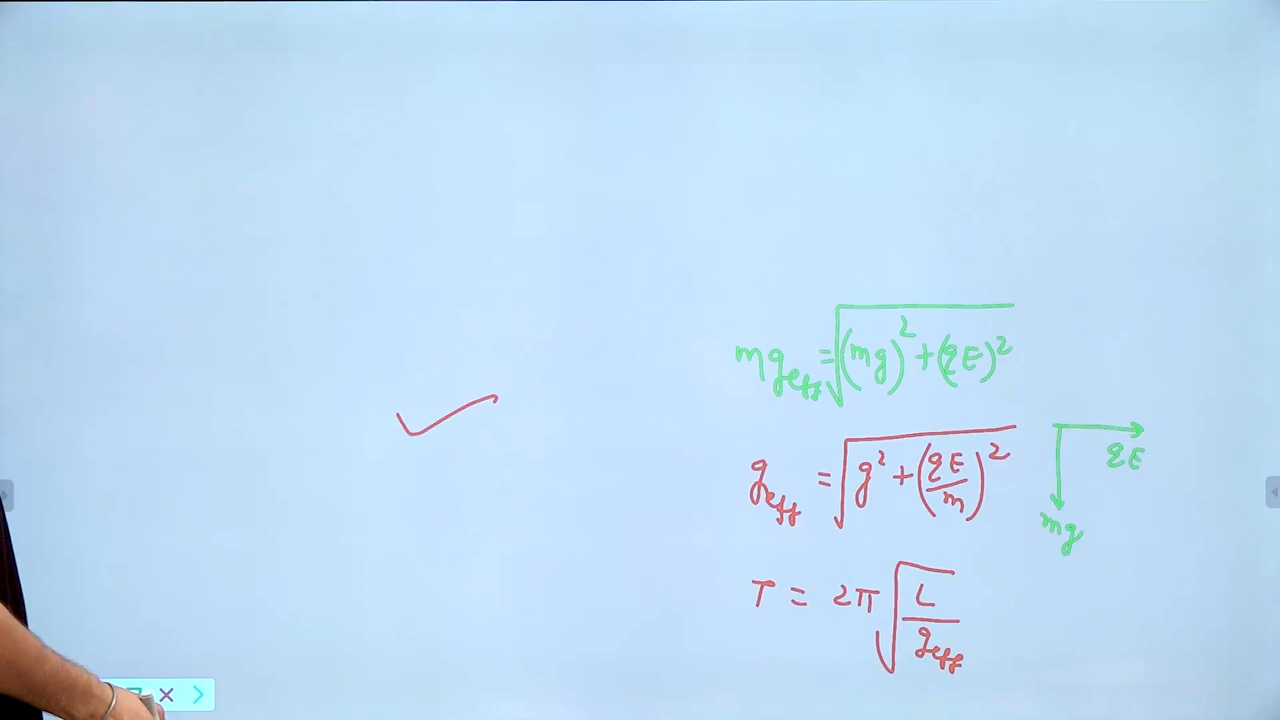 mg_eff = √((mg)² + (qE)²)
g_eff = √(g² + (qE/m)²)
qE
mg
T = 2π √(L/g_eff)